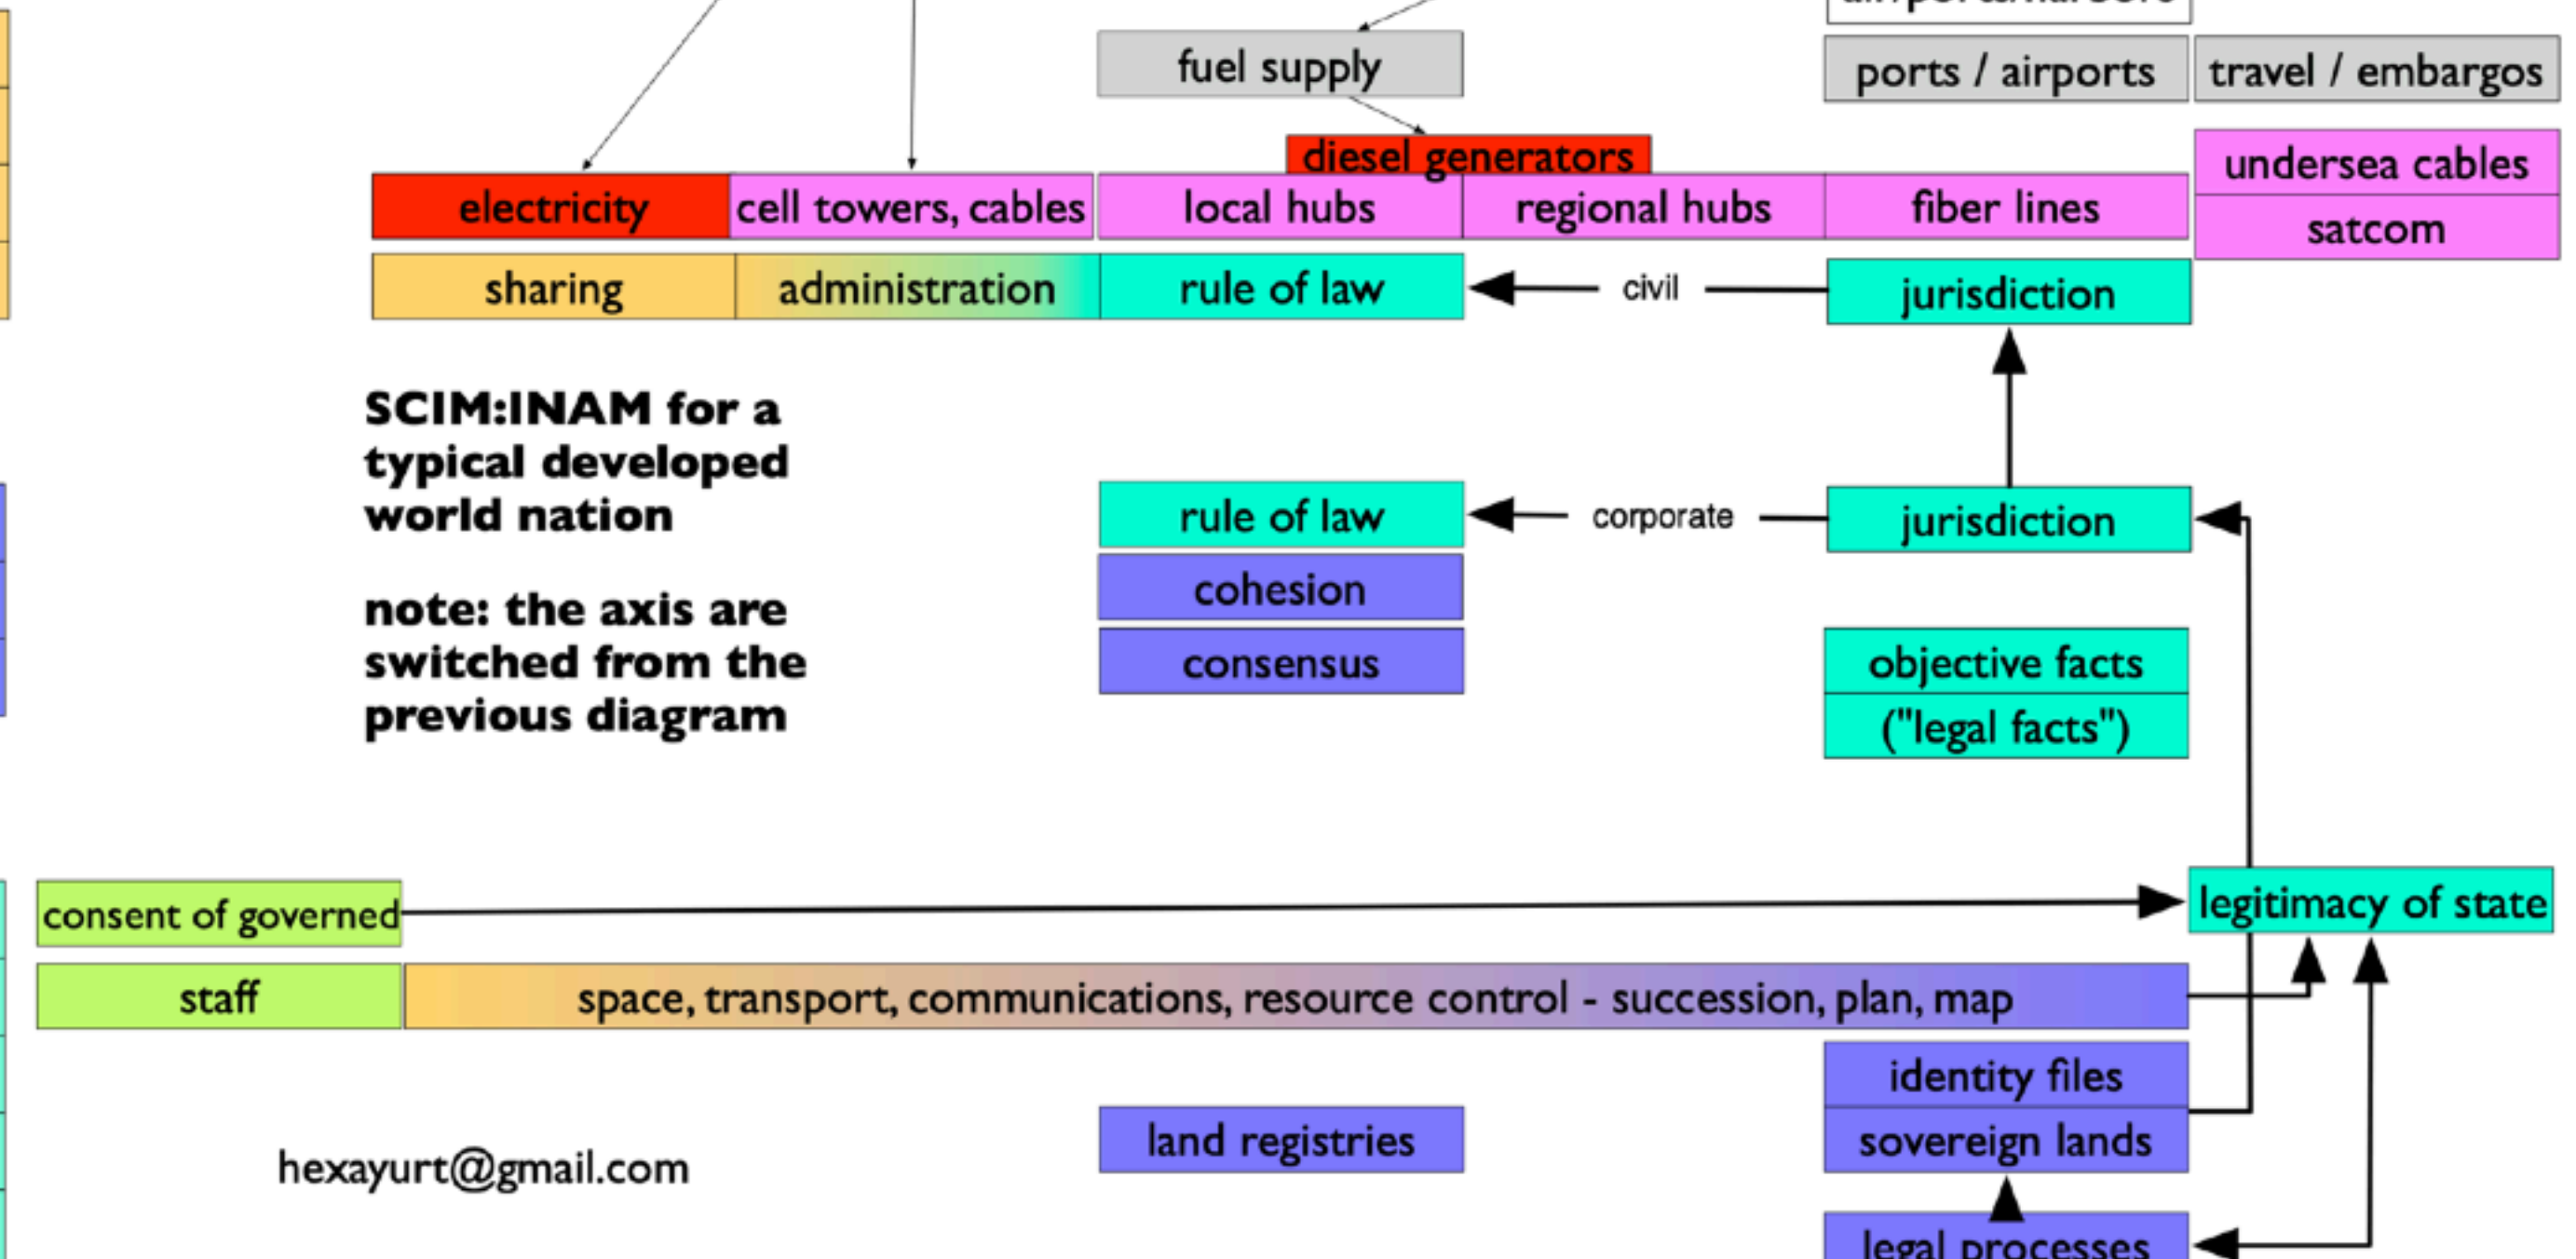 fuel supply
ports / airports
travel / embargos
diesel generators
undersea cables
electricity
cell towers, cables
local hubs
regional hubs
fiber lines
satcom
sharing
administration
rule of law
civil
jurisdiction
SCIM:INAM for a
typical developed
world nation
rule of law
corporate
jurisdiction
cohesion
note: the axis are
switched from the
previous diagram
consensus
objective facts
("legal facts")
consent of governed
legitimacy of state
staff
space, transport, communications, resource control - succession, plan, map
identity files
land registries
sovereign lands
hexayurt@gmail.com
legal processes